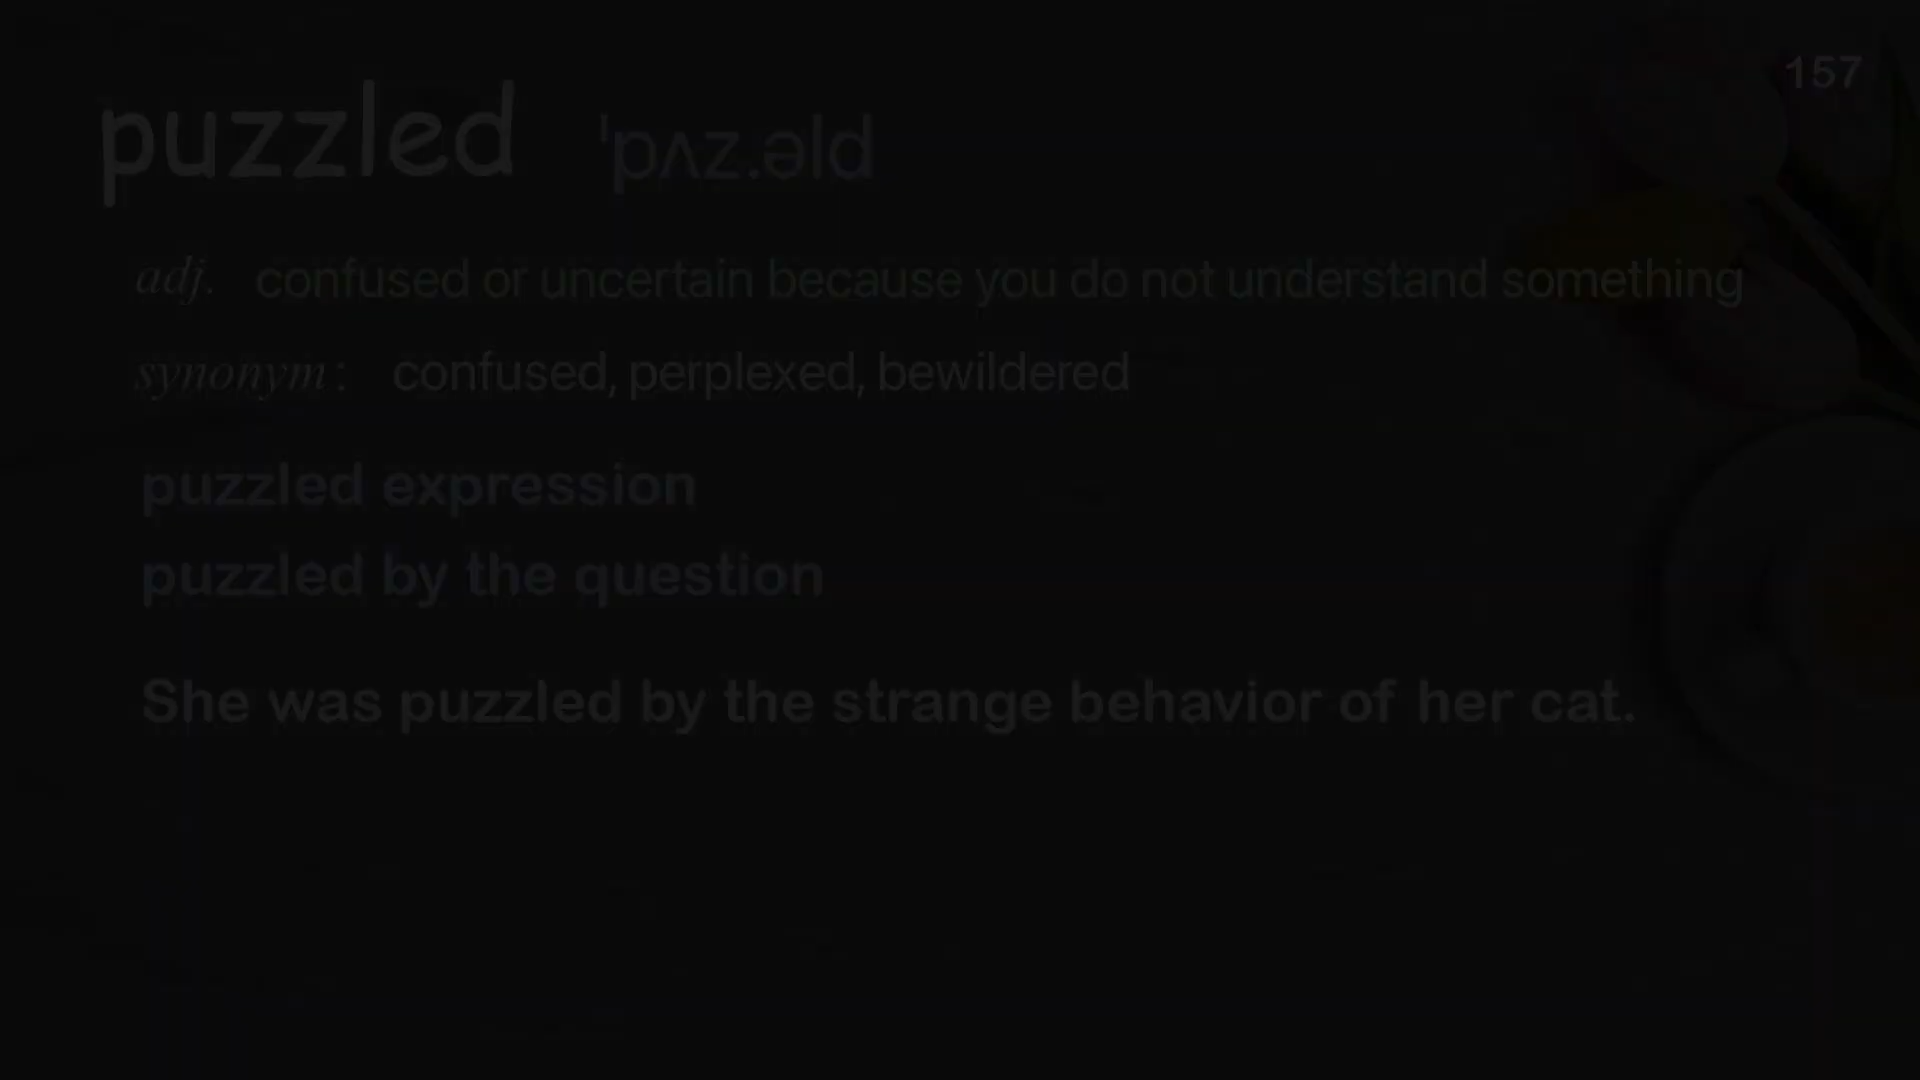 157
puzzled ˈpʌz.əld
adj. confused or uncertain because you do not understand something
synonym: confused, perplexed, bewildered
puzzled expression
puzzled by the question
She was puzzled by the strange behavior of her cat.